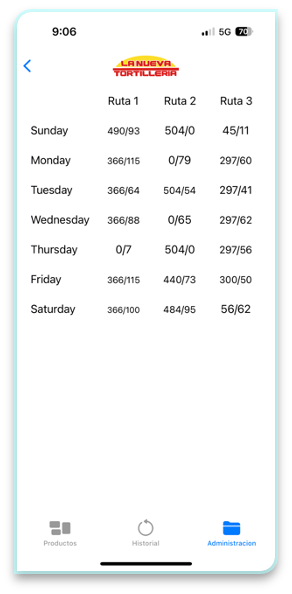 9:06 5G 70
LA NUEVA
TORTILLERIA
Ruta 1 Ruta 2 Ruta 3
Sunday 490/93 504/0 45/11
Monday 366/115 0/79 297/60
Tuesday 366/64 504/54 297/41
Wednesday 366/88 0/65 297/62
Thursday 0/7 504/0 297/56
Friday 366/115 440/73 300/50
Saturday 366/100 484/95 56/62
Productos Historial Administracion